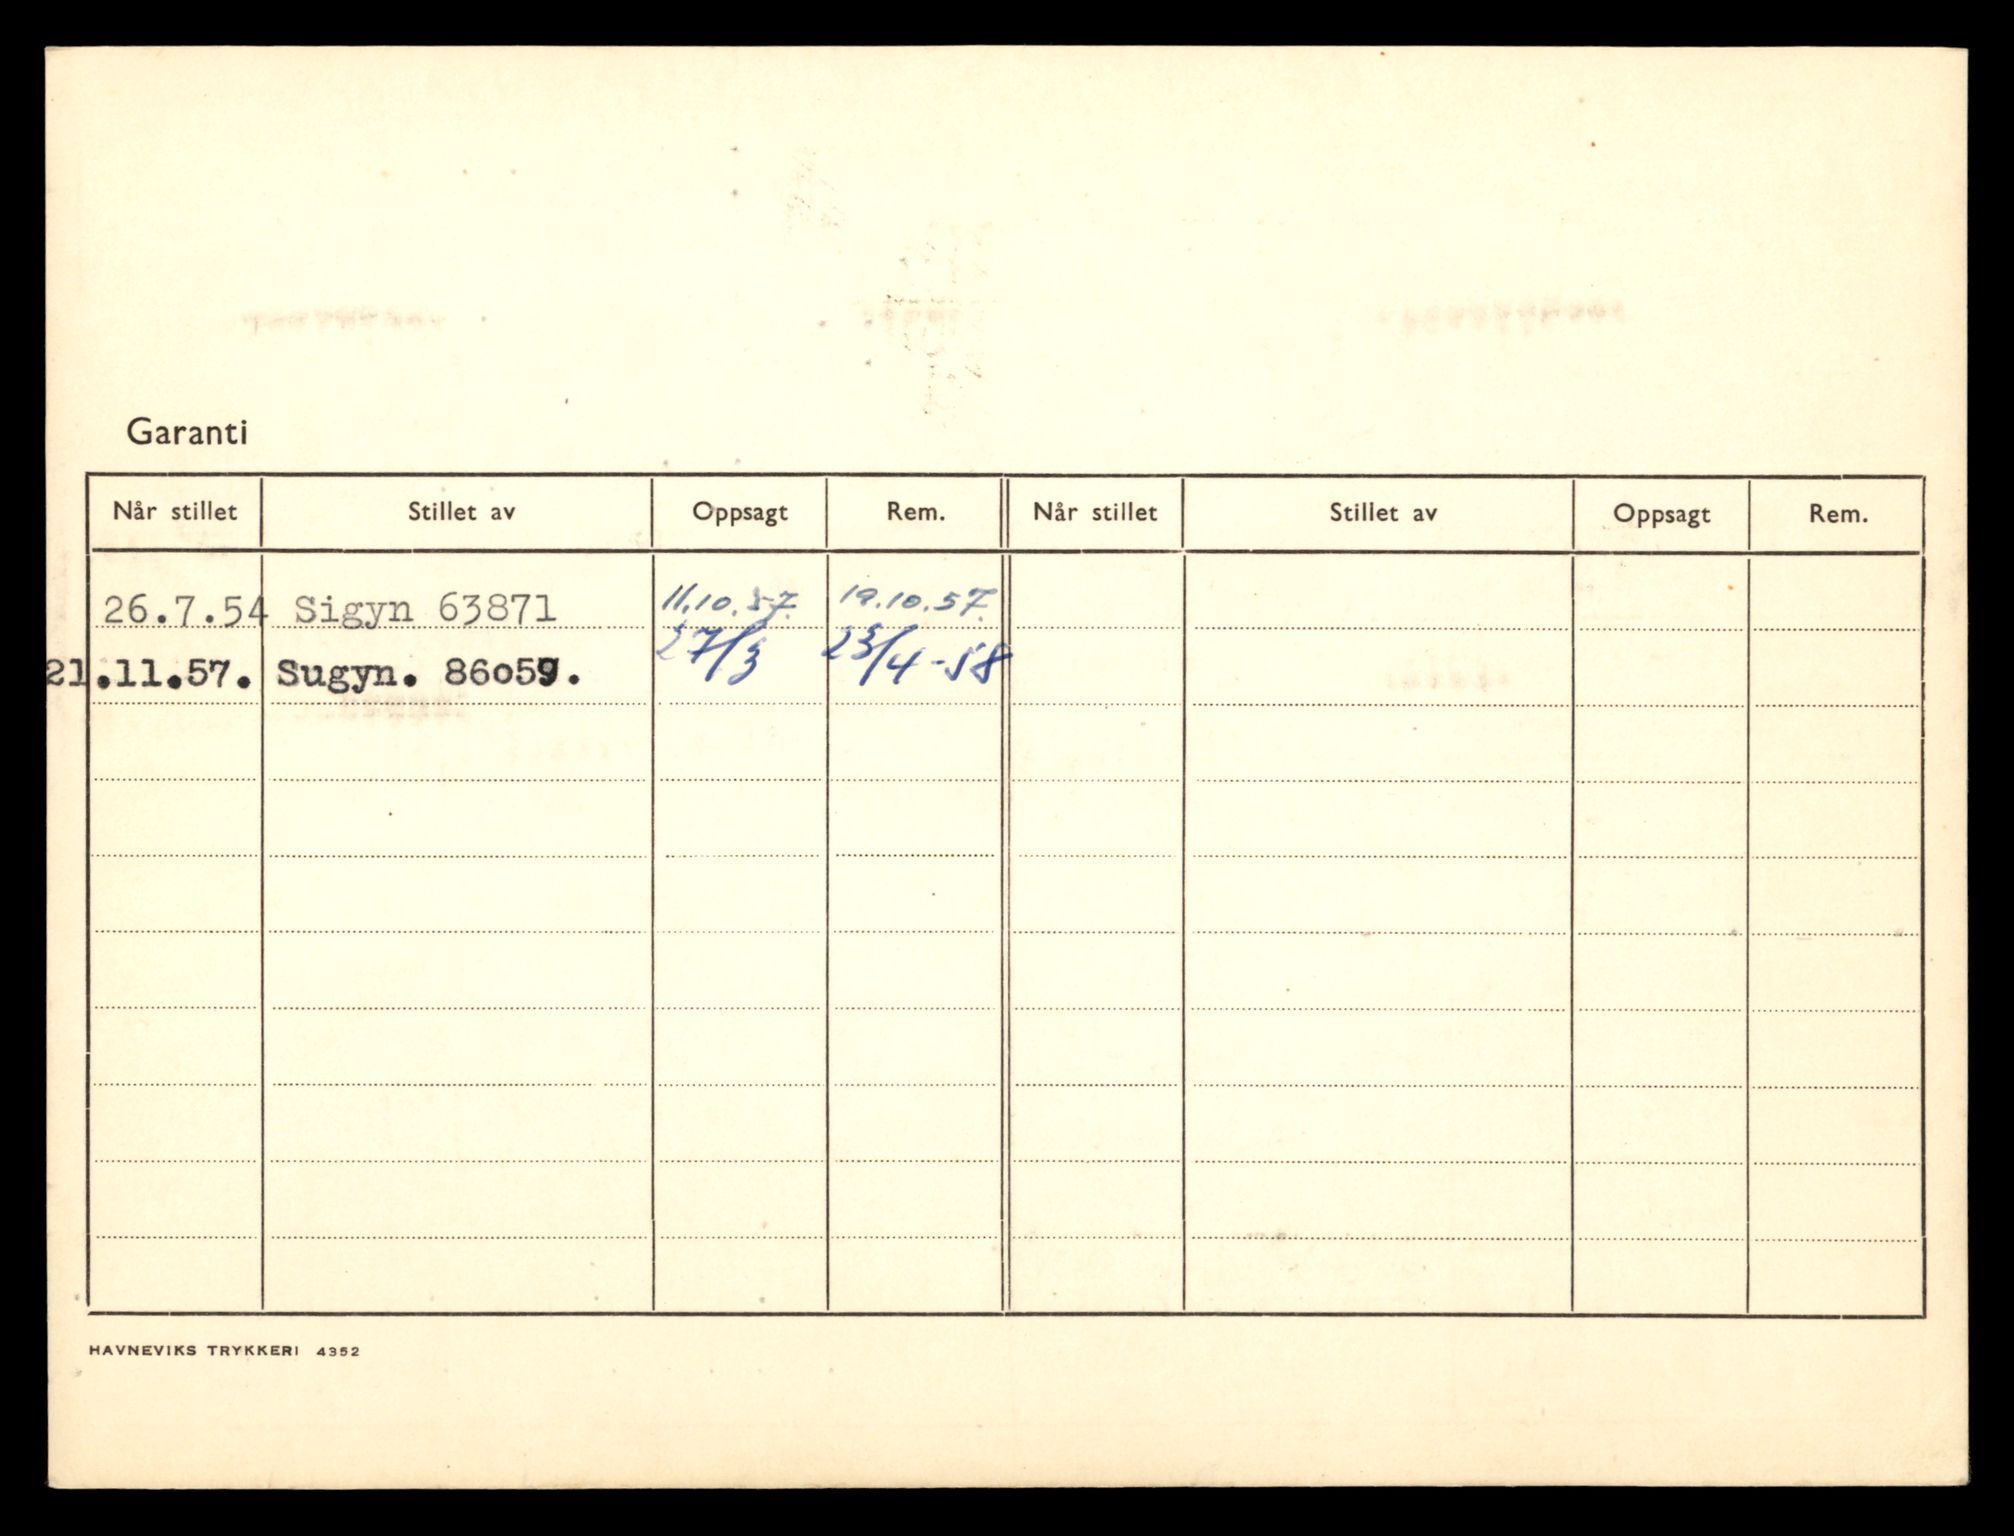 Garanti
Når stillet Stillet av Oppsagt Rem. Når stillet Stillet av Oppsagt Rem.
26.7.54 Sigyn 63871 11.10.57. 19.10.57.
21.11.57. Sugyn. 86o59. 27/3 23/4-58
HAVNEVIKS TRYKKERI 4352